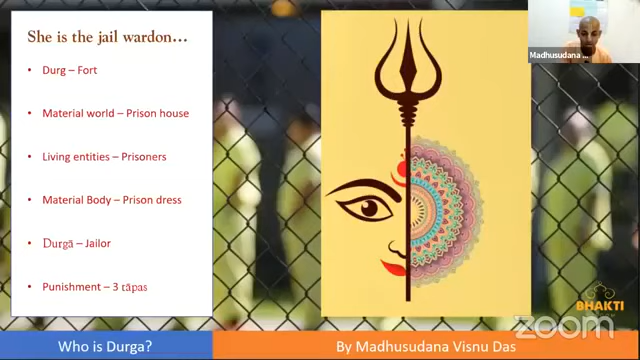 She is the jail wardon...
• Durg – Fort
• Material world – Prison house
• Living entities – Prisoners
• Material Body – Prison dress
• Durgā – Jailor
• Punishment – 3 tāpas
Madhusudana
Who is Durga?
By Madhusudana Visnu Das
BHAKTI
zoom